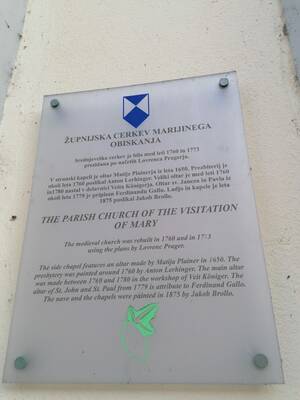 ŽUPNIJSKA CERKEV MARIJINEGA
OBISKANJA
Srednjeveška cerkev je bila med leti 1760 in 1773
prezidana po načrtih Lovrenca Pragerja.
V stranski kapeli je oltar Matije Plainerja iz leta 1650. Prezbiterij je
okoli leta 1760 poslikal Anton Lerhinger. Veliki oltar je med leti 1760
in1780 nastal v delavnici Veita Königerja. Oltar sv. Janeza in Pavla iz
okoli leta 1779 je pripisan Ferdinandu Gallu. Ladjo in kapele je leta
1875 poslikal Jakob Brollo.
THE PARISH CHURCH OF THE VISITATION
OF MARY
The medieval church was rebuilt in 1760 and in
using the plans by Lovrenc Prager.
The side chapel features an altar made by Matija Plainer in 1650. The
presbytery was painted around 1760 by Anton Lerhinger. The main altar
was made between 1760 and 1780 in the workshop of Veit Königer. The
altar of St. John and St. Paul from 1779 is attribute to Ferdinand Gallo.
The nave and the chapels were painted in 1875 by Jakob Brollo.